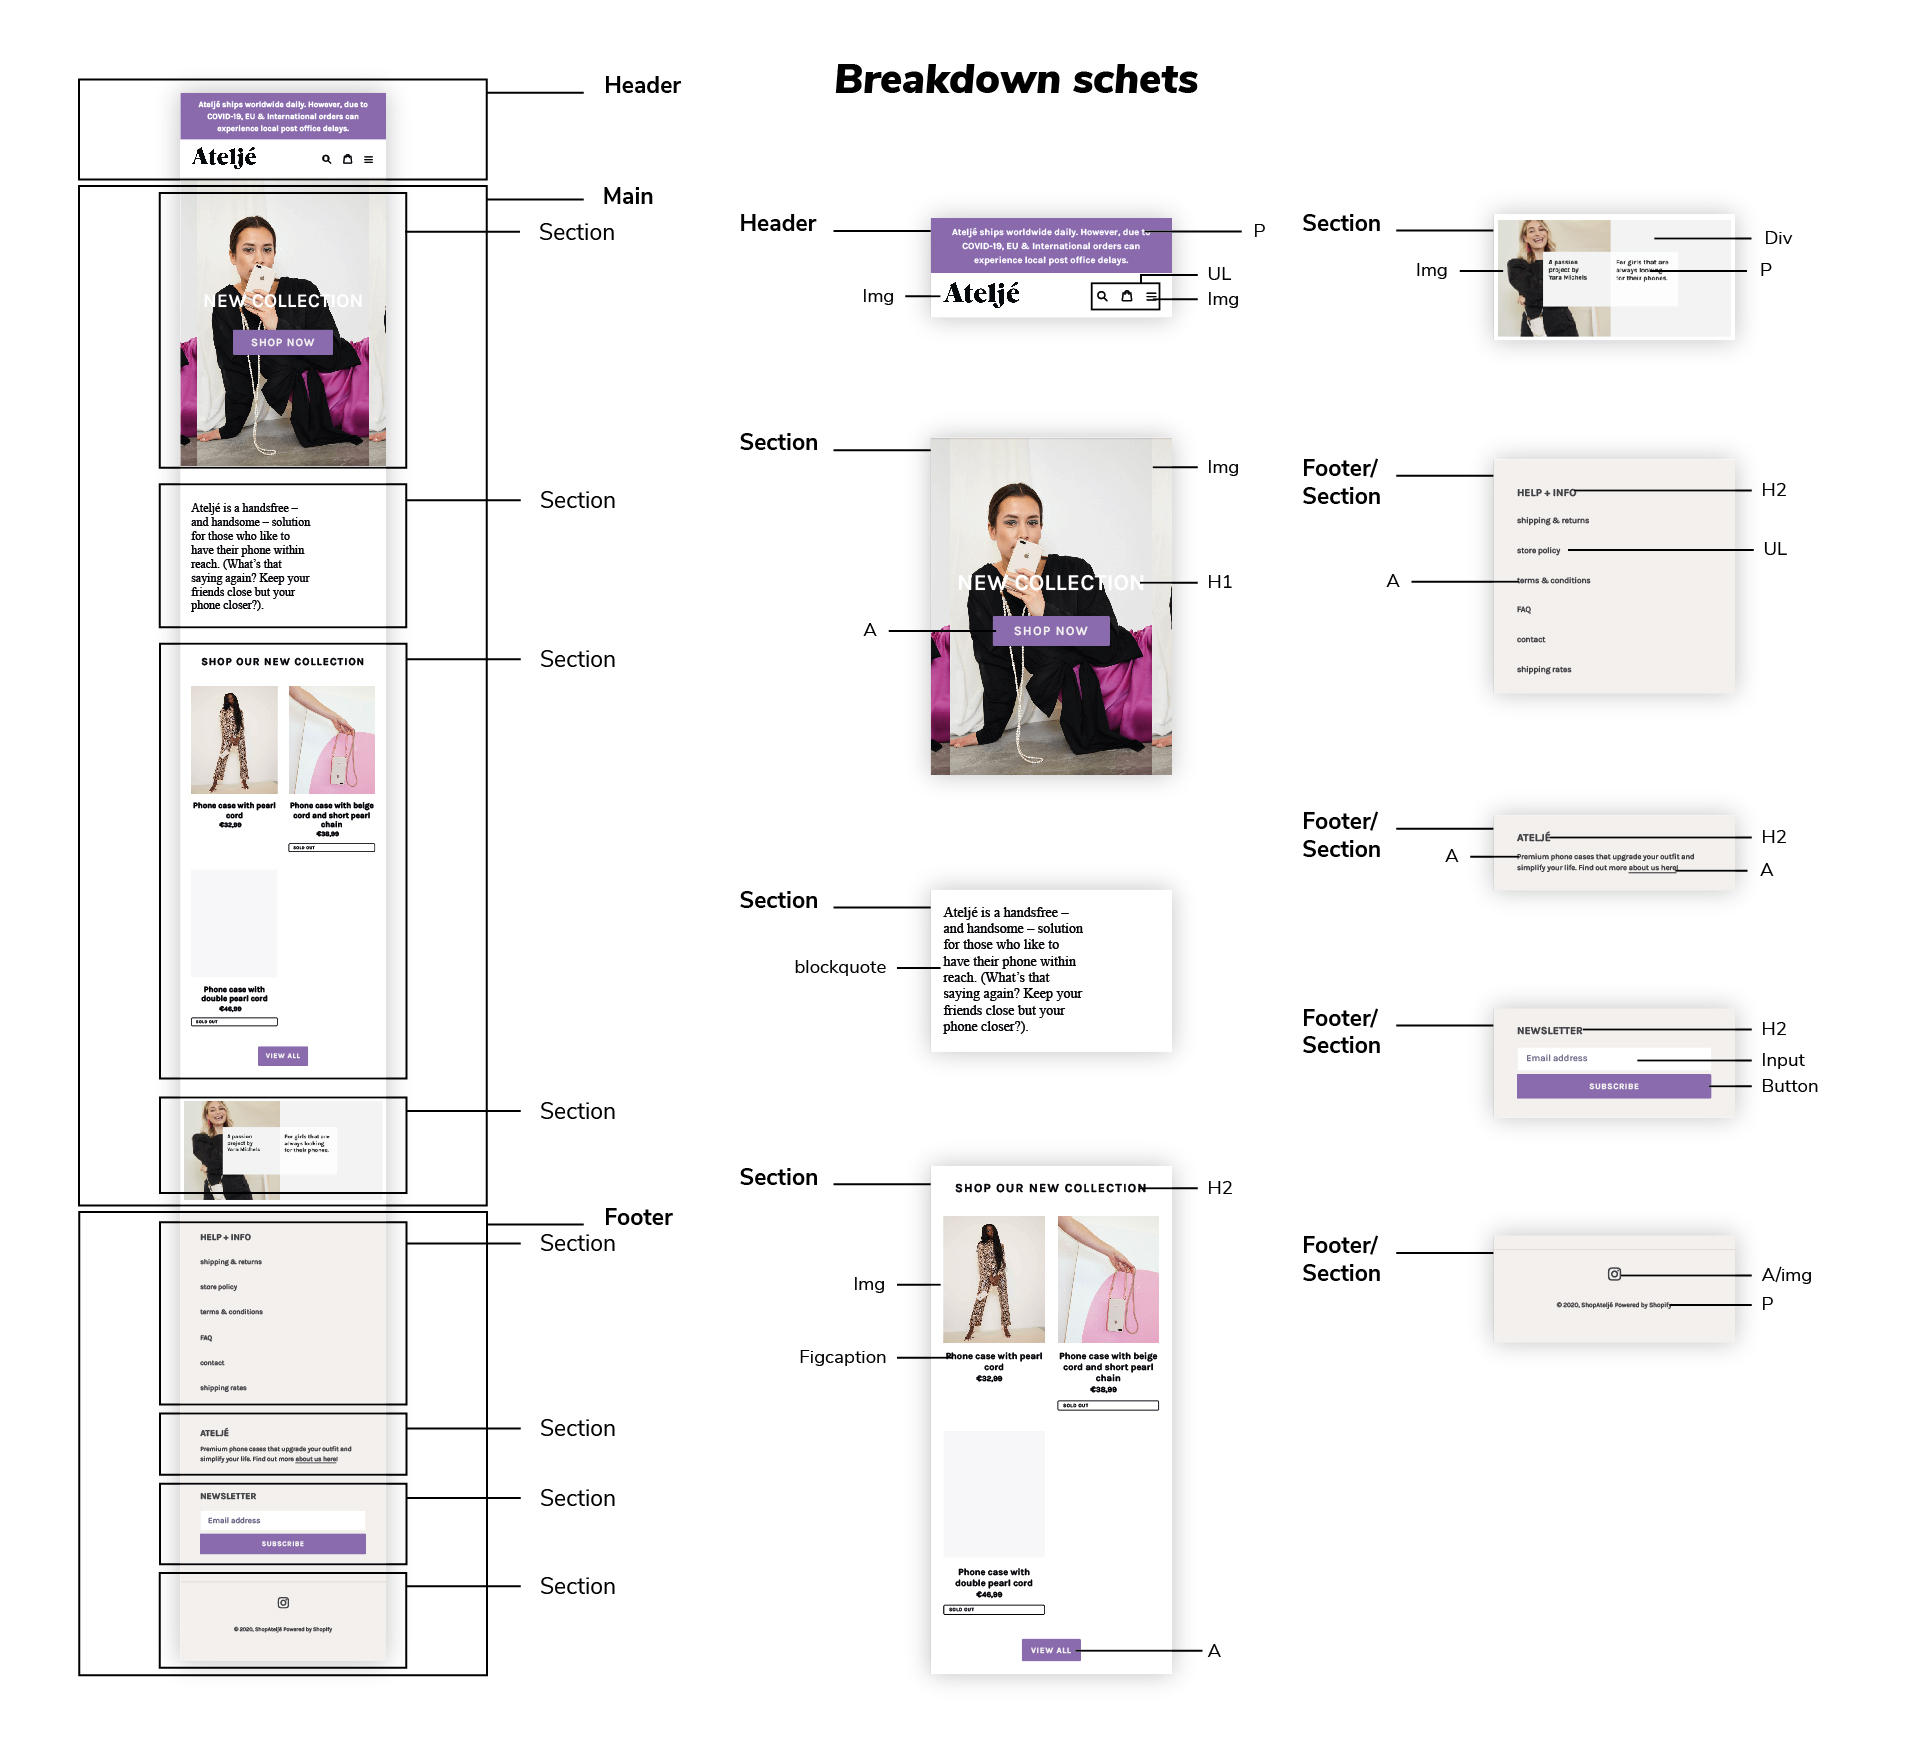 Breakdown schets
Header
Ateljé ships worldwide daily. However, due to
COVID-19, EU & International orders can
experience local post office delays.
Ateljé
Main
Section
NEW COLLECTION
SHOP NOW
Section
Ateljé is a handsfree –
and handsome – solution
for those who like to
have their phone within
reach. (What's that
saying again? Keep your
friends close but your
phone closer?).
Section
SHOP OUR NEW COLLECTION
Phone case with pearl
cord
€32,99
Phone case with beige
cord and short pearl
chain
€38,99
SOLD OUT
Phone case with
double pearl cord
€46,99
SOLD OUT
VIEW ALL
Section
A passion
project by
Yara Michels
For girls that are
always looking
for their phones.
Footer
Section
HELP + INFO
shipping & returns
store policy
terms & conditions
FAQ
contact
shipping rates
Section
ATELJÉ
Premium phone cases that upgrade your outfit and
simplify your life. Find out more about us here!
Section
NEWSLETTER
Email address
SUBSCRIBE
Section
© 2020, ShopAteljé Powered by Shopify
Header
Ateljé ships worldwide daily. However, due to
COVID-19, EU & International orders can
experience local post office delays.
P
UL
Img
Ateljé
Img
Section
Img
NEW COLLECTION
H1
A
SHOP NOW
Section
blockquote
Ateljé is a handsfree –
and handsome – solution
for those who like to
have their phone within
reach. (What's that
saying again? Keep your
friends close but your
phone closer?).
Section
SHOP OUR NEW COLLECTION
H2
Img
Figcaption
Phone case with pearl
cord
€32,99
Phone case with beige
cord and short pearl
chain
€38,99
SOLD OUT
Phone case with
double pearl cord
€46,99
SOLD OUT
VIEW ALL
A
Section
Div
Img
A passion
project by
Yara Michels
For girls that are
always looking
for their phones.
P
Footer/
Section
HELP + INFO
H2
shipping & returns
store policy
UL
A
terms & conditions
FAQ
contact
shipping rates
Footer/
Section
ATELJÉ
H2
A
Premium phone cases that upgrade your outfit and
simplify your life. Find out more about us here!
A
Footer/
Section
NEWSLETTER
H2
Email address
Input
SUBSCRIBE
Button
Footer/
Section
A/img
© 2020, ShopAteljé Powered by Shopify
P